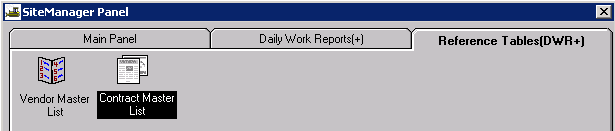 SiteManager Panel
Main Panel
Daily Work Reports(+)
Reference Tables(DWR+)
Vendor Master
List
Contract Master
List